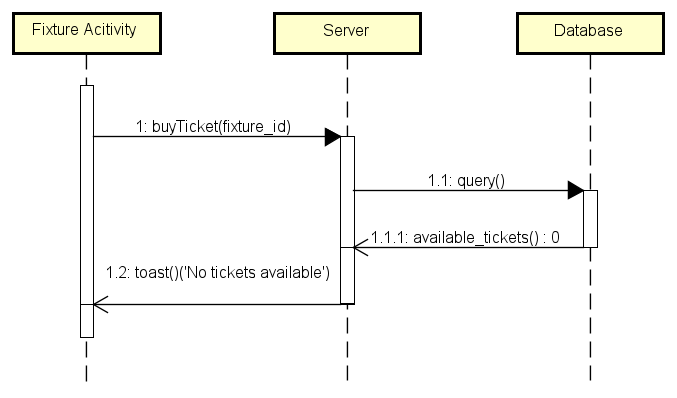 Fixture Acitivity
Server
Database
1: buyTicket(fixture_id)
1.1: query()
1.1.1: available_tickets() : 0
1.2: toast()('No tickets available')